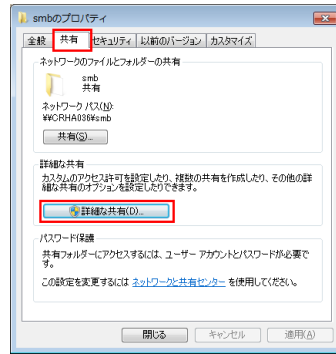 smbのプロパティ
全般 共有 セキュリティ 以前のバージョン カスタマイズ
ネットワークのファイルとフォルダーの共有
smb
共有
ネットワーク パス(N):
¥¥CRHA036¥smb
共有(S)...
詳細な共有
カスタムのアクセス許可を設定したり、複数の共有を作成したり、その他の詳
細な共有のオプションを設定したりできます。
詳細な共有(D)...
パスワード保護
共有フォルダーにアクセスするには、ユーザー アカウントとパスワードが必要で
す。
この設定を変更するには ネットワークと共有センター を使用してください。
閉じる キャンセル 適用(A)